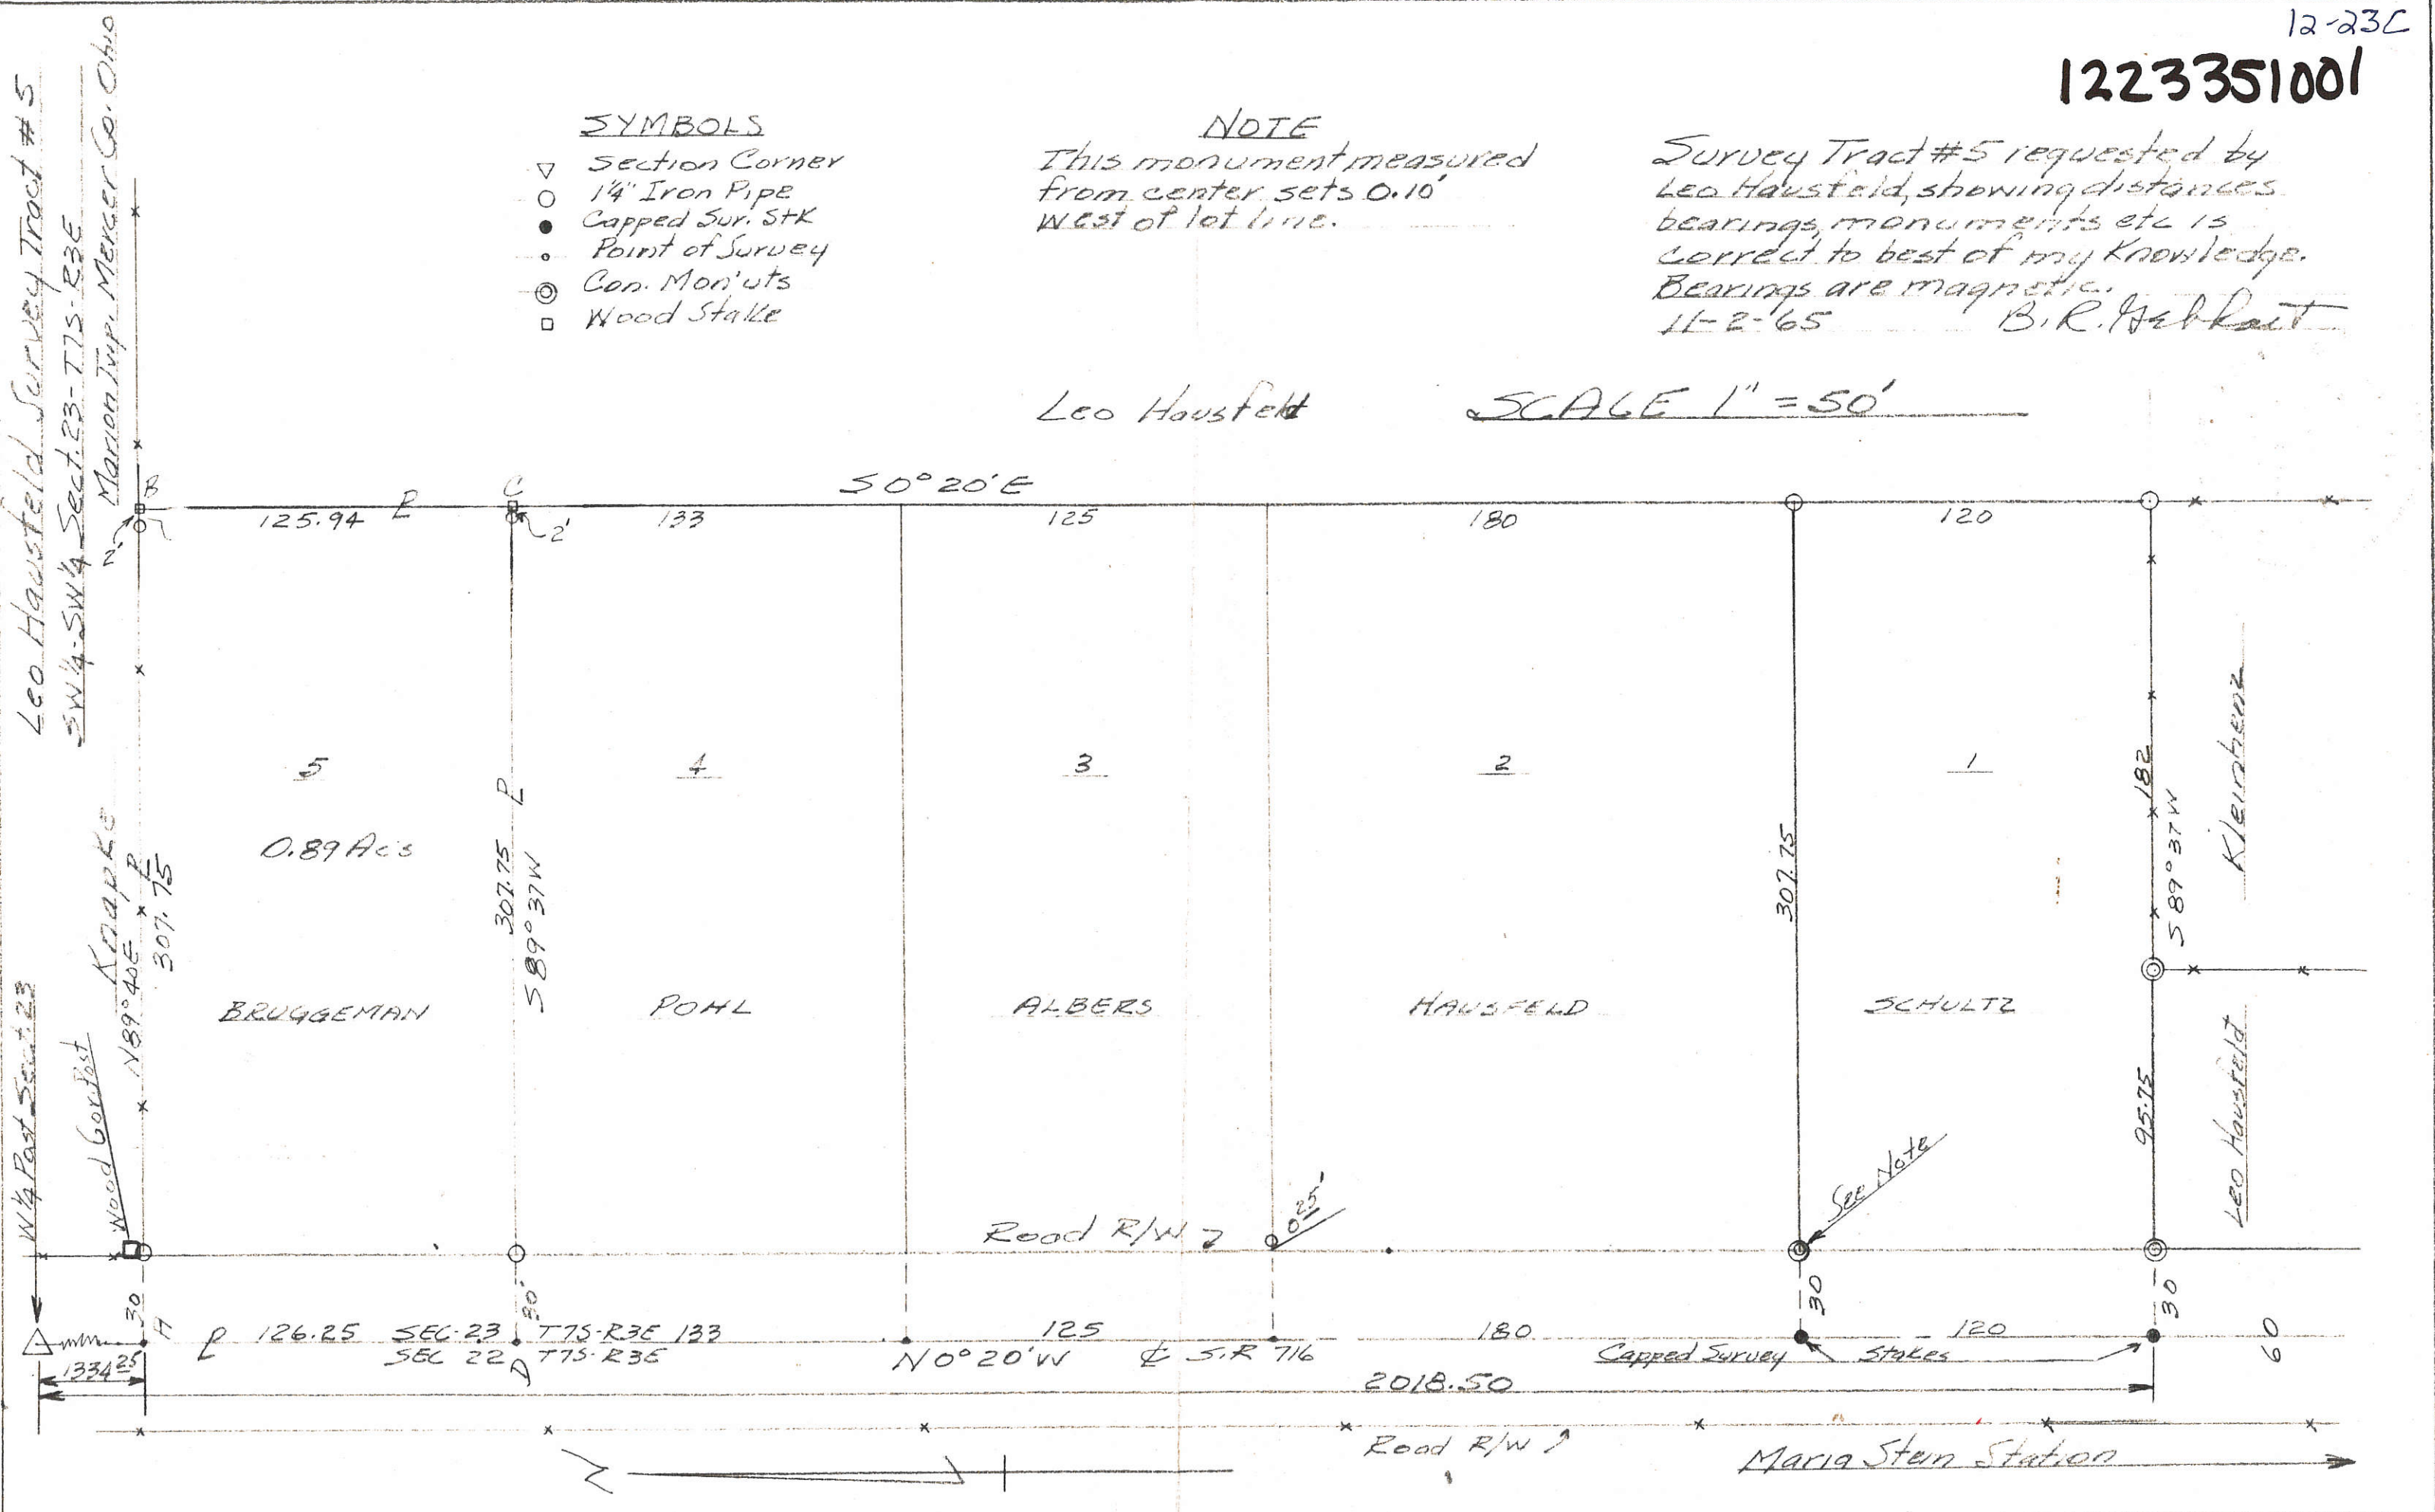 12-23C
1223351001
Leo Hausfeld Survey Tract #5
SW¼-SW¼ Sect. 23-T7S-R3E
Marion Twp. Mercer Co. Ohio
SYMBOLS
▽ Section Corner
○ 1¼" Iron Pipe
● Capped Sur. Stk
∘ Point of Survey
◎ Con. Mon'uts
□ Wood Stake
NOTE
This monument measured
from center sets 0.10'
west of lot line.
Survey Tract #5 requested by
Leo Hausfeld, showing distances
bearings, monuments etc is
correct to best of my Knowledge.
Bearings are magnetic.
11-2-'65 B.R. Gebhart
Leo Hausfeld
SCALE 1" = 50'
B
C
S 0° 20' E
125.94
133
125
180
120
2'
2'
5
4
3
2
1
0.89 Acs
Knapke
N89° 40E
307.75
307.75
S 89° 37W
307.75
182
S 89° 37W
Kleinhenz
BRUGGEMAN
POHL
ALBERS
HAUSFELD
SCHULTZ
95.75
Leo Hausfeld
W¼ Post Sect. 23
Wood Cor. Post
See Note
Road R/W
0.25'
30
30'
30
30
60
A
126.25 SEC-23 T7S-R3E 133
125
180
120
SEC 22 T7S-R3E
D
N 0° 20' W ℄ S.R 716
Capped Survey Stakes
1334.25
2018.50
Road R/W
Maria Stein Station